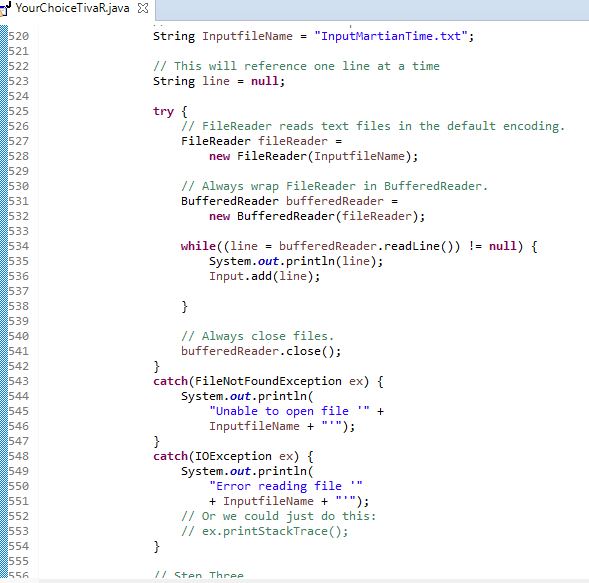 YourChoiceTivaR.java
520 String InputfileName = "InputMartianTime.txt";
521
522 // This will reference one line at a time
523 String line = null;
524
525 try {
526 // FileReader reads text files in the default encoding.
527 FileReader fileReader =
528 new FileReader(InputfileName);
529
530 // Always wrap FileReader in BufferedReader.
531 BufferedReader bufferedReader =
532 new BufferedReader(fileReader);
533
534 while((line = bufferedReader.readLine()) != null) {
535 System.out.println(line);
536 Input.add(line);
537
538 }
539
540 // Always close files.
541 bufferedReader.close();
542 }
543 catch(FileNotFoundException ex) {
544 System.out.println(
545 "Unable to open file '" +
546 InputfileName + "'");
547 }
548 catch(IOException ex) {
549 System.out.println(
550 "Error reading file '"
551 + InputfileName + "'");
552 // Or we could just do this:
553 // ex.printStackTrace();
554 }
555
556 // Step Three